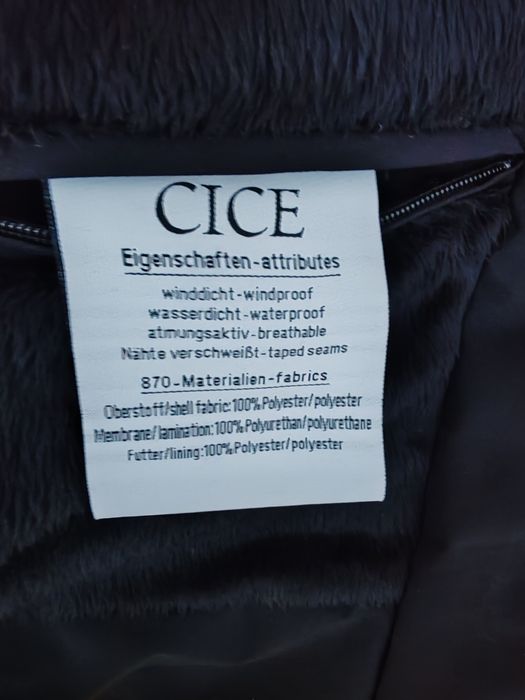 CICE
Eigenschaften-attributes
winddicht-windproof
wasserdicht-waterproof
atmungsaktiv-breathable
Nähte verschweißt-taped seams
870-Materialien-fabrics
Oberstoff/shell fabric:100%Polyester/polyester
Membrane/lamination:100%Polyurethan/polyurethane
Futter/lining:100%Polyester/polyester